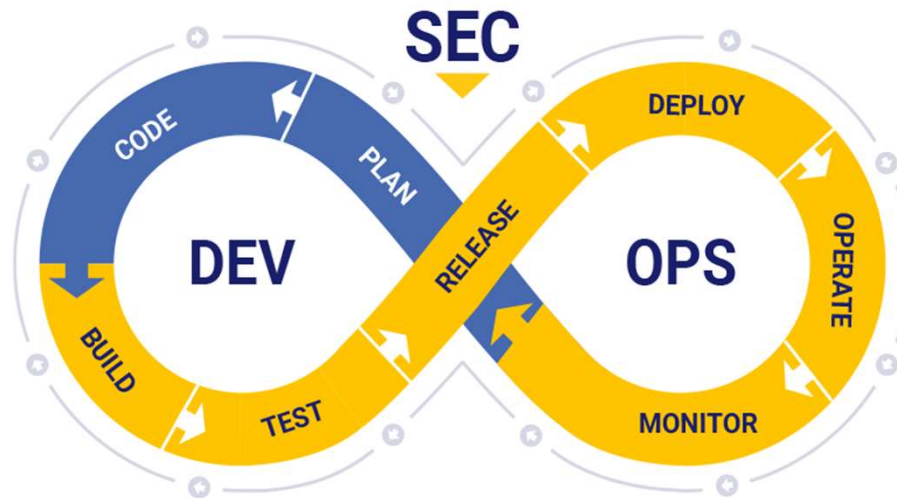 SEC
DEPLOY
CODE
PLAN
RELEASE
OPERATE
DEV
OPS
BUILD
TEST
MONITOR